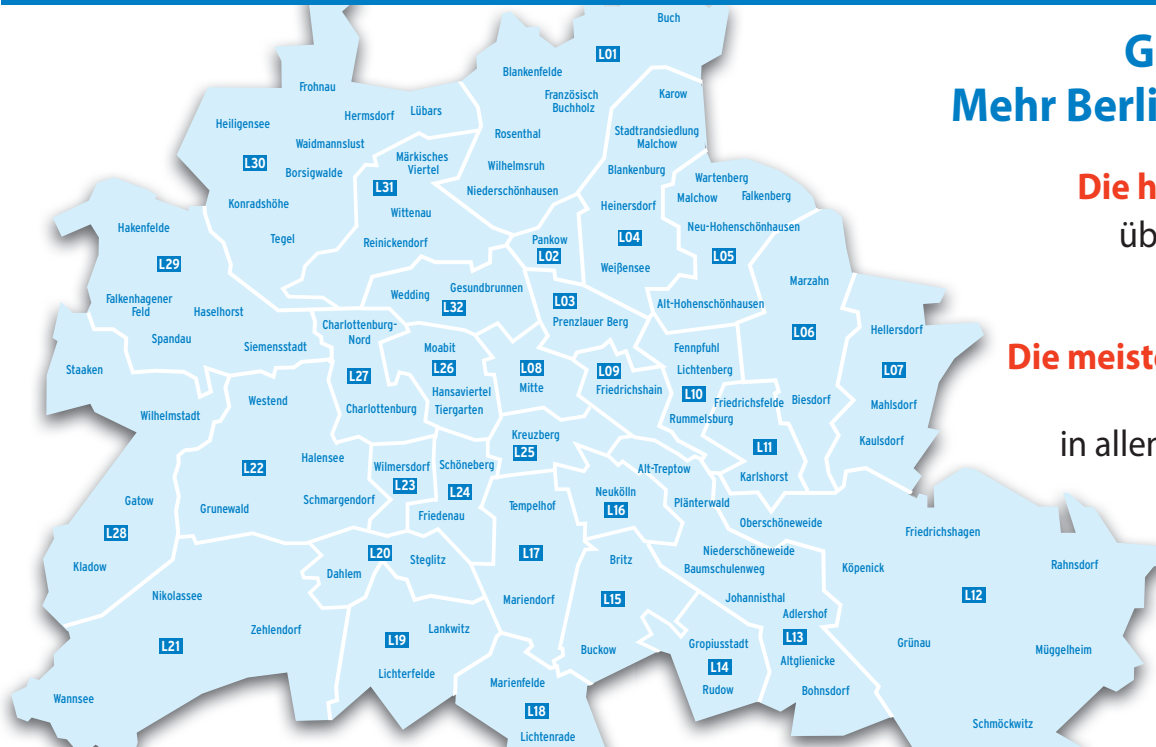 Buch
L01
Blankenfelde
Französisch
Buchholz
Rosenthal
Wilhelmsruh
Niederschönhausen
Frohnau
Hermsdorf
Lübars
Heiligensee
Waidmannslust
L30
Borsigwalde
Konradshöhe
Tegel
Märkisches
Viertel
L31
Wittenau
Reinickendorf
Karow
Stadtrandsiedlung
Malchow
Blankenburg
Heinersdorf
L04
Weißensee
Pankow
L02
Wartenberg
Malchow
Falkenberg
Neu-Hohenschönhausen
L05
Alt-Hohenschönhausen
Hakenfelde
L29
Falkenhagener
Feld
Haselhorst
Spandau
Siemensstadt
Staaken
Wilhelmstadt
Wedding
Gesundbrunnen
L32
L03
Prenzlauer Berg
Marzahn
L06
Biesdorf
Hellersdorf
L07
Mahlsdorf
Kaulsdorf
Charlottenburg-
Nord
L27
Charlottenburg
Moabit
L26
Hansaviertel
Tiergarten
L08
Mitte
L09
Friedrichshain
Fennpfuhl
Lichtenberg
L10
Rummelsburg
Friedrichsfelde
L11
Karlshorst
Westend
L22
Halensee
Grunewald
Schmargendorf
Wilmersdorf
L23
Schöneberg
L24
Friedenau
Kreuzberg
L25
Gatow
L28
Kladow
Tempelhof
L17
Mariendorf
Neukölln
L16
Alt-Treptow
Plänterwald
Oberschöneweide
Niederschöneweide
Baumschulenweg
Johannisthal
Adlershof
L13
Altglienicke
Bohnsdorf
Friedrichshagen
Köpenick
Rahnsdorf
L12
Grünau
Müggelheim
Schmöckwitz
L20
Dahlem
Steglitz
Britz
L15
Buckow
Nikolassee
Zehlendorf
L21
Wannsee
L19
Lankwitz
Lichterfelde
Gropiusstadt
L14
Rudow
Marienfelde
L18
Lichtenrade
G
Mehr Berli
Die h
üb
Die meiste
in aller